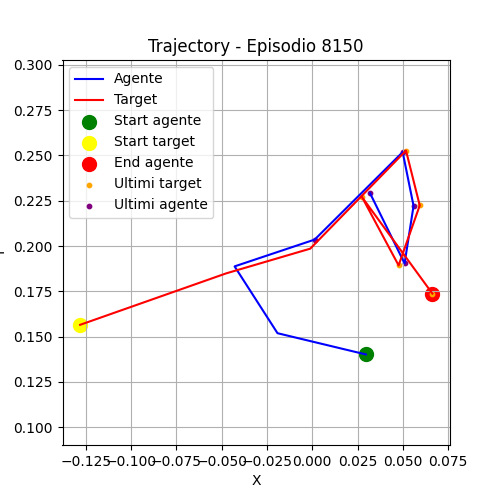 Trajectory - Episodio 8150
0.300
0.275
0.250
0.225
0.200
0.175
0.150
0.125
0.100
Agente
Target
Start agente
Start target
End agente
Ultimi target
Ultimi agente
−0.125 −0.100 −0.075 −0.050 −0.025 0.000 0.025 0.050 0.075
X